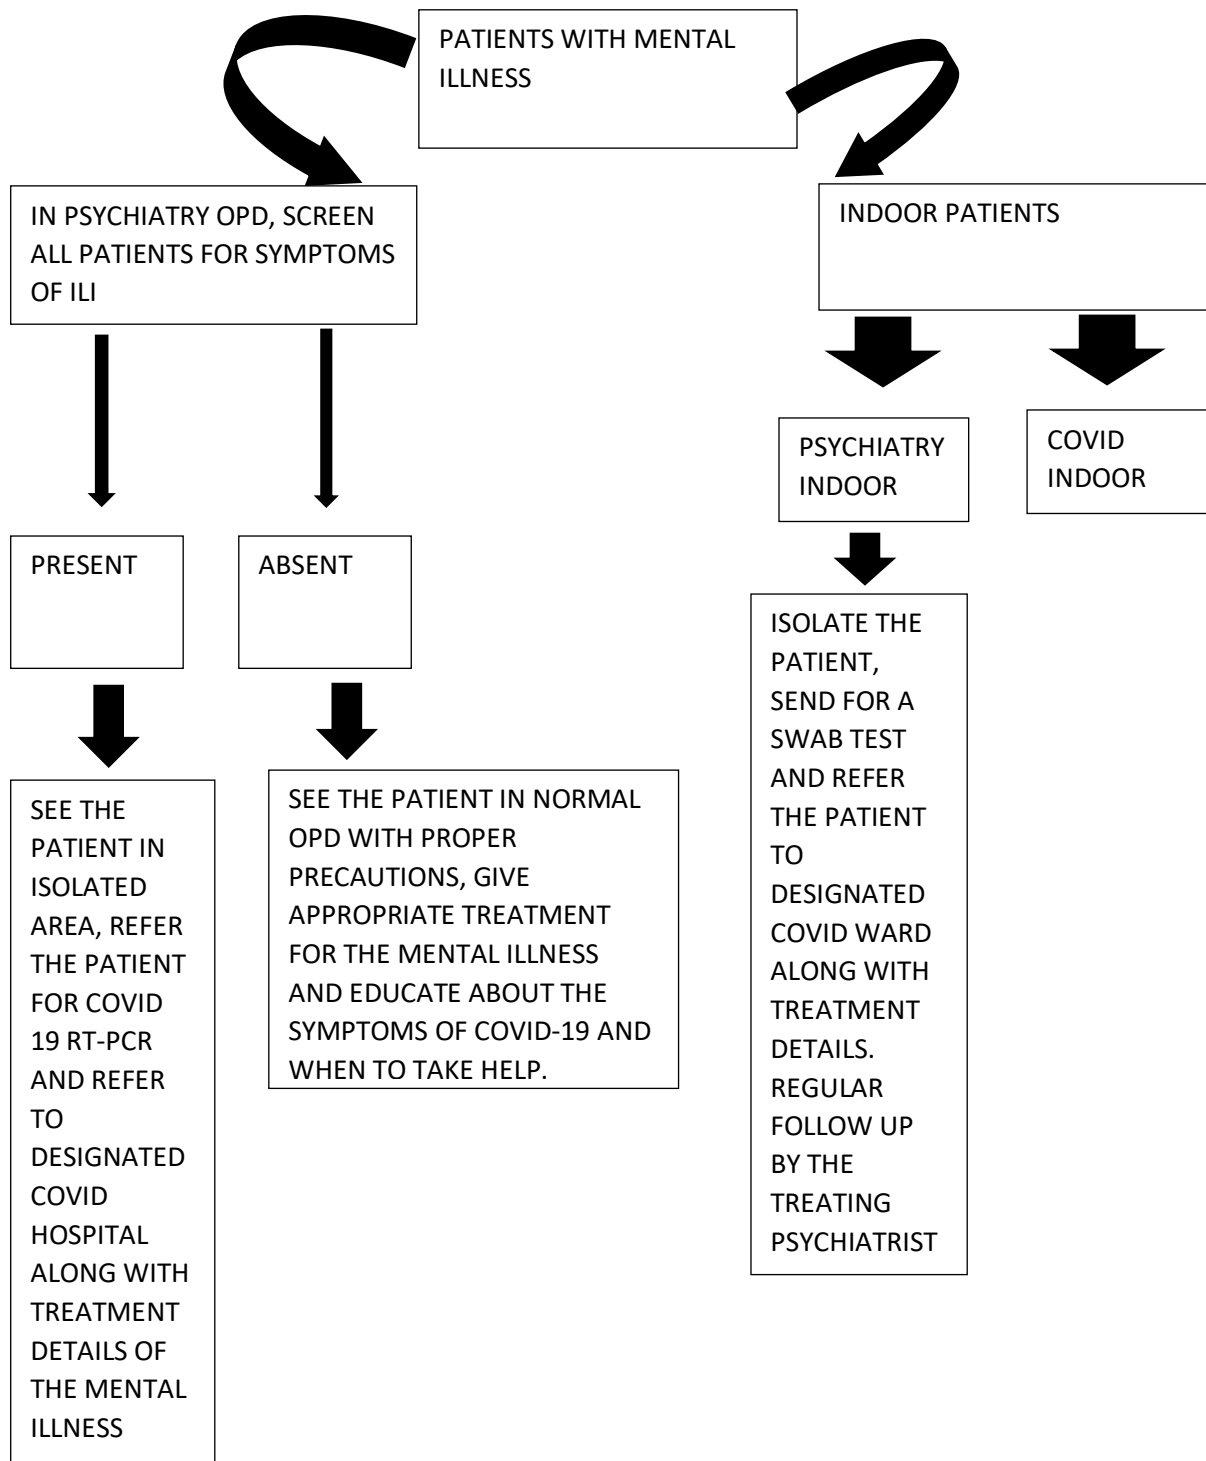 PATIENTS WITH MENTAL
ILLNESS
IN PSYCHIATRY OPD, SCREEN
ALL PATIENTS FOR SYMPTOMS
OF ILI
INDOOR PATIENTS
PSYCHIATRY
INDOOR
COVID
INDOOR
PRESENT
ABSENT
SEE THE
PATIENT IN
ISOLATED
AREA, REFER
THE PATIENT
FOR COVID
19 RT-PCR
AND REFER
TO
DESIGNATED
COVID
HOSPITAL
ALONG WITH
TREATMENT
DETAILS OF
THE MENTAL
ILLNESS
SEE THE PATIENT IN NORMAL
OPD WITH PROPER
PRECAUTIONS, GIVE
APPROPRIATE TREATMENT
FOR THE MENTAL ILLNESS
AND EDUCATE ABOUT THE
SYMPTOMS OF COVID-19 AND
WHEN TO TAKE HELP.
ISOLATE THE
PATIENT,
SEND FOR A
SWAB TEST
AND REFER
THE PATIENT
TO
DESIGNATED
COVID WARD
ALONG WITH
TREATMENT
DETAILS.
REGULAR
FOLLOW UP
BY THE
TREATING
PSYCHIATRIST